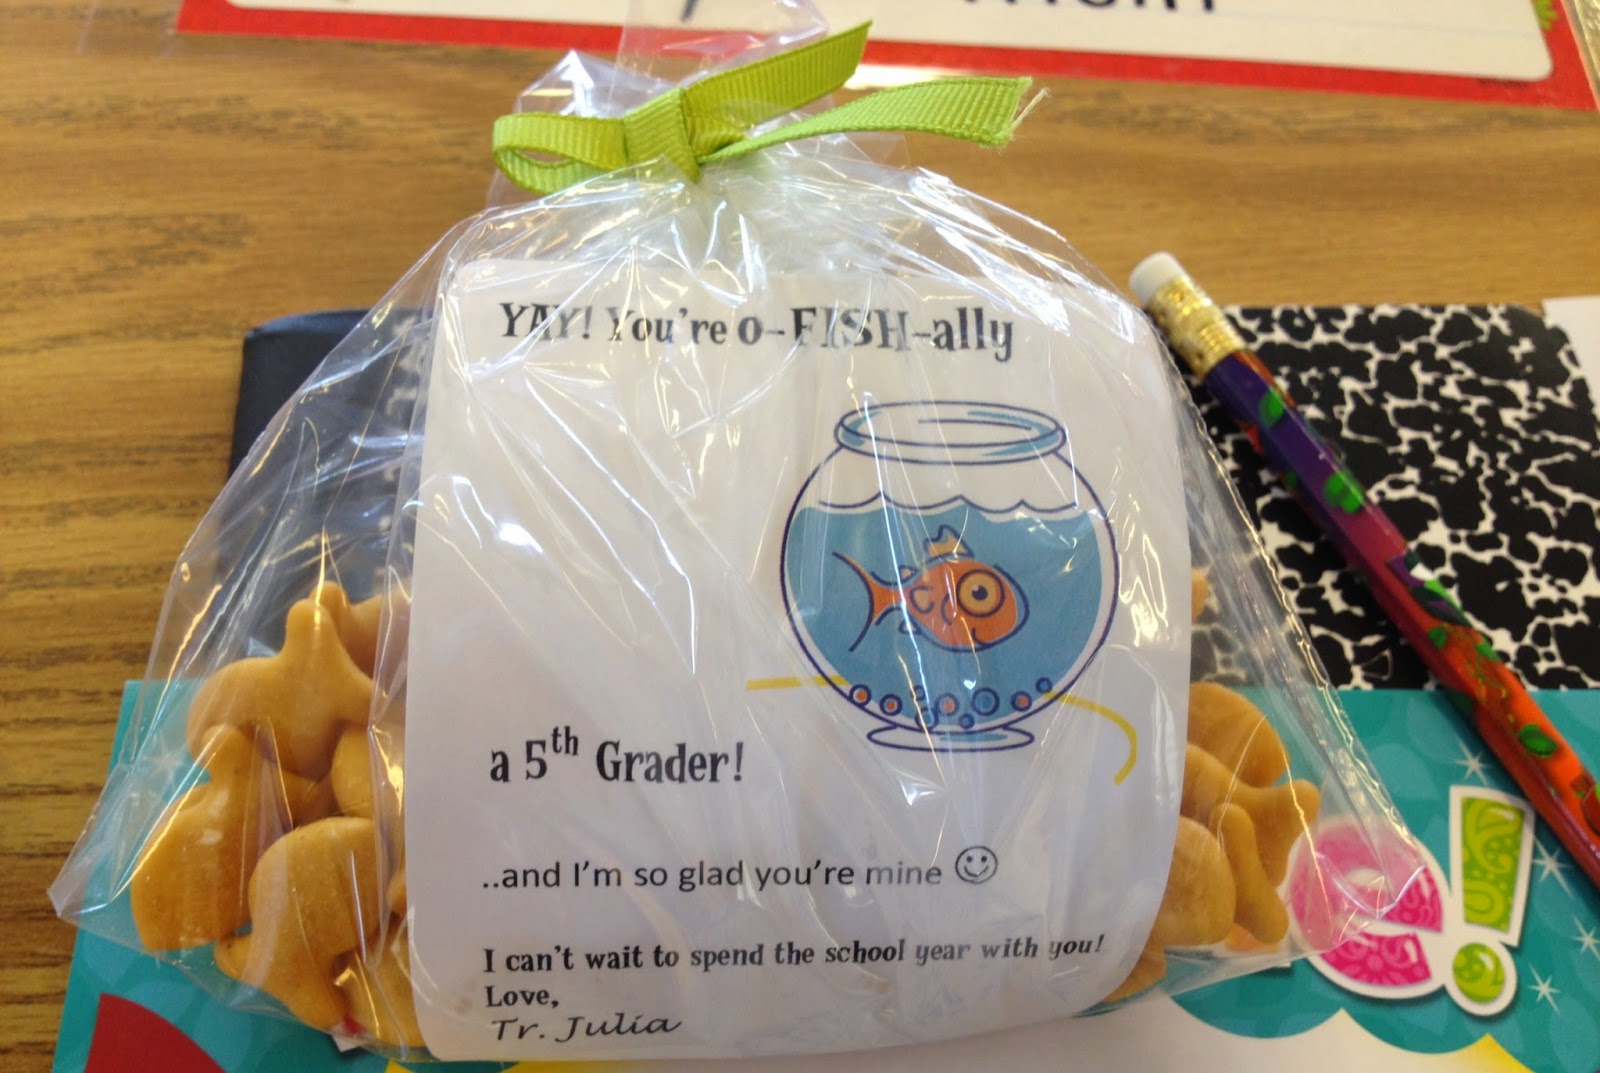 YAY! You're o-FISH-ally
a 5th Grader!
..and I'm so glad you're mine ☺
I can't wait to spend the school year with you!
Love,
Tr. Julia